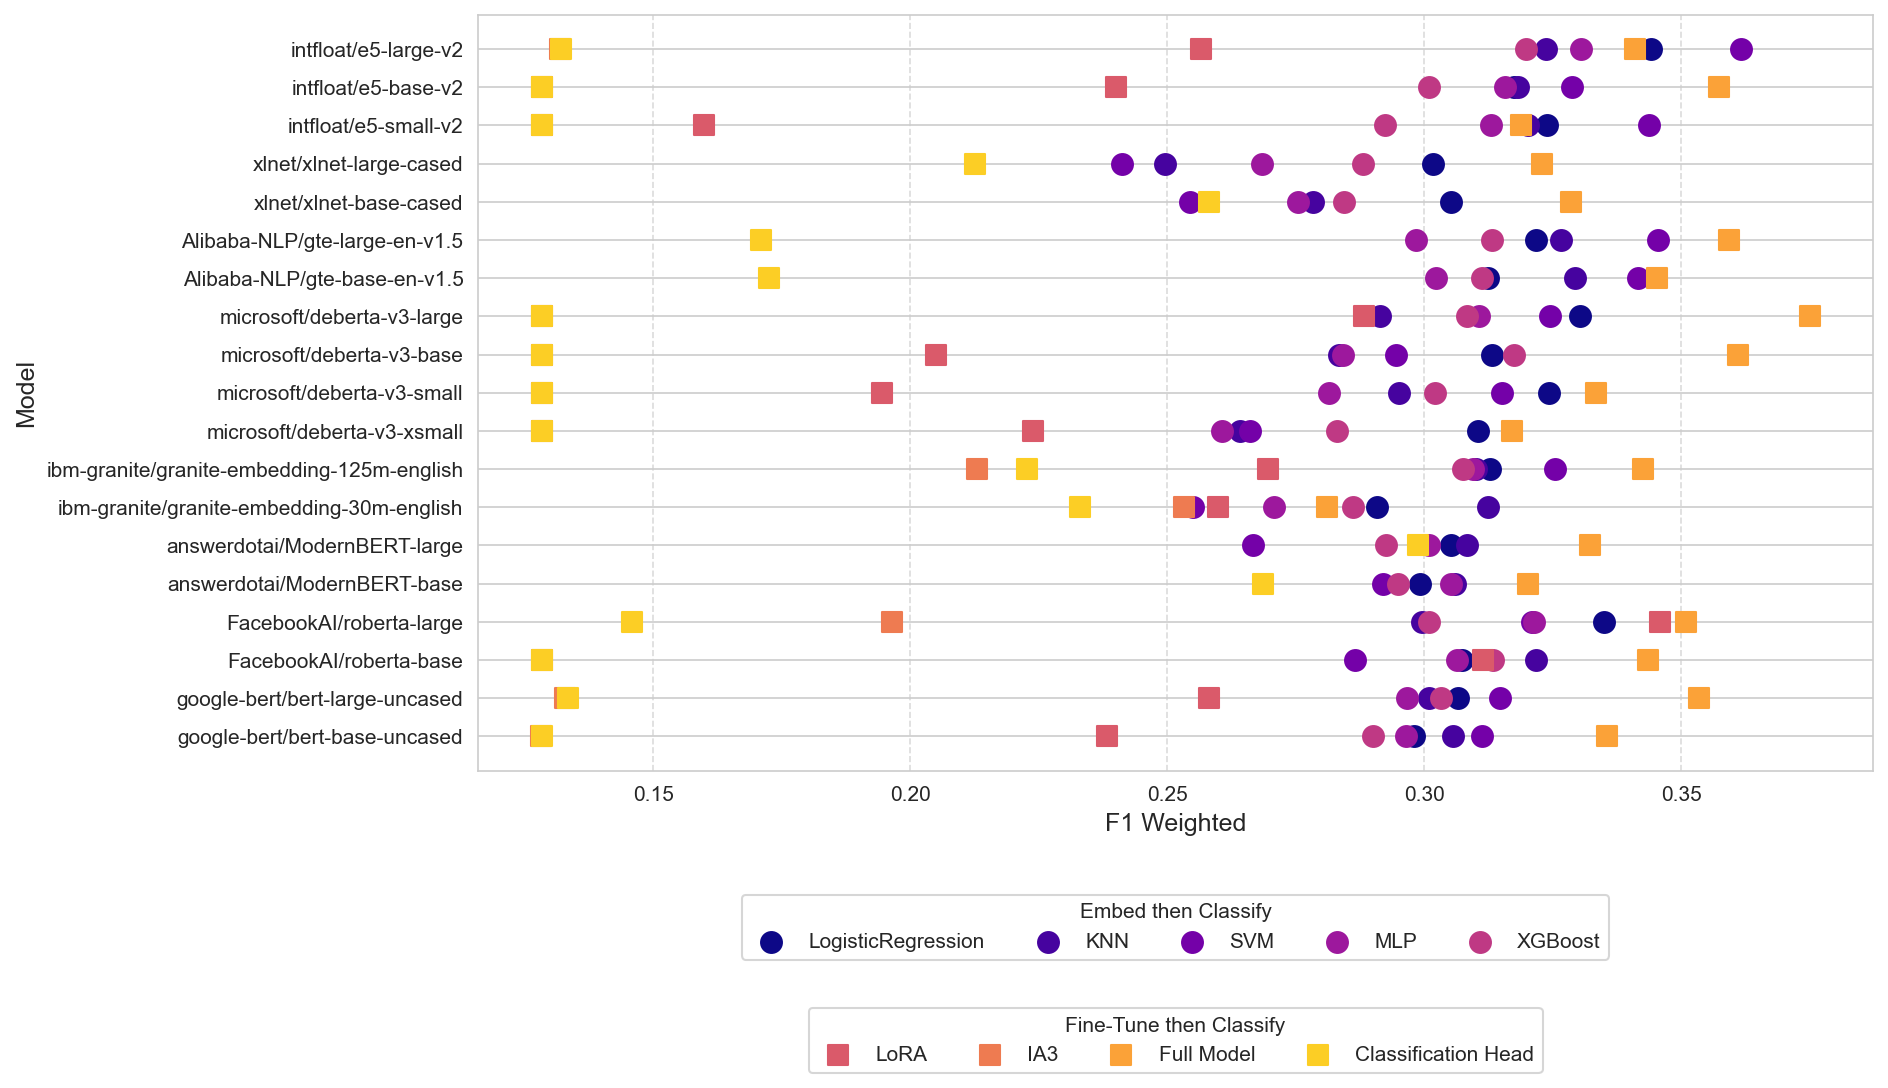 Model
intfloat/e5-large-v2
intfloat/e5-base-v2
intfloat/e5-small-v2
xlnet/xlnet-large-cased
xlnet/xlnet-base-cased
Alibaba-NLP/gte-large-en-v1.5
Alibaba-NLP/gte-base-en-v1.5
microsoft/deberta-v3-large
microsoft/deberta-v3-base
microsoft/deberta-v3-small
microsoft/deberta-v3-xsmall
ibm-granite/granite-embedding-125m-english
ibm-granite/granite-embedding-30m-english
answerdotai/ModernBERT-large
answerdotai/ModernBERT-base
FacebookAI/roberta-large
FacebookAI/roberta-base
google-bert/bert-large-uncased
google-bert/bert-base-uncased
0.15 0.20 0.25 0.30 0.35
F1 Weighted
Embed then Classify
LogisticRegression KNN SVM MLP XGBoost
Fine-Tune then Classify
LoRA IA3 Full Model Classification Head